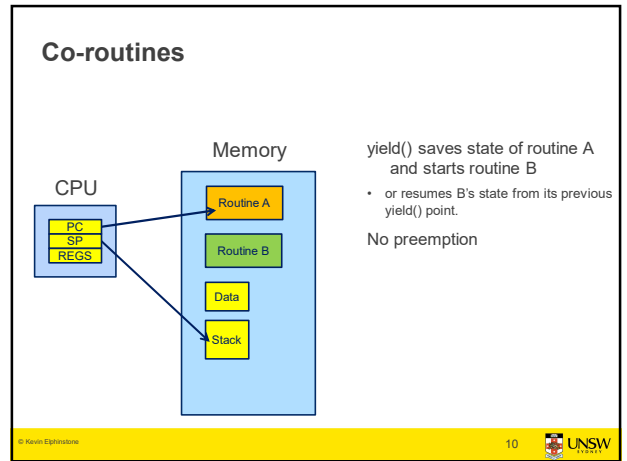 Co-routines
Memory
CPU
PC
SP
REGS
Routine A
Routine B
Data
Stack
yield() saves state of routine A
and starts routine B
• or resumes B's state from its previous
yield() point.
No preemption
© Kevin Elphinstone
10
UNSW
SYDNEY